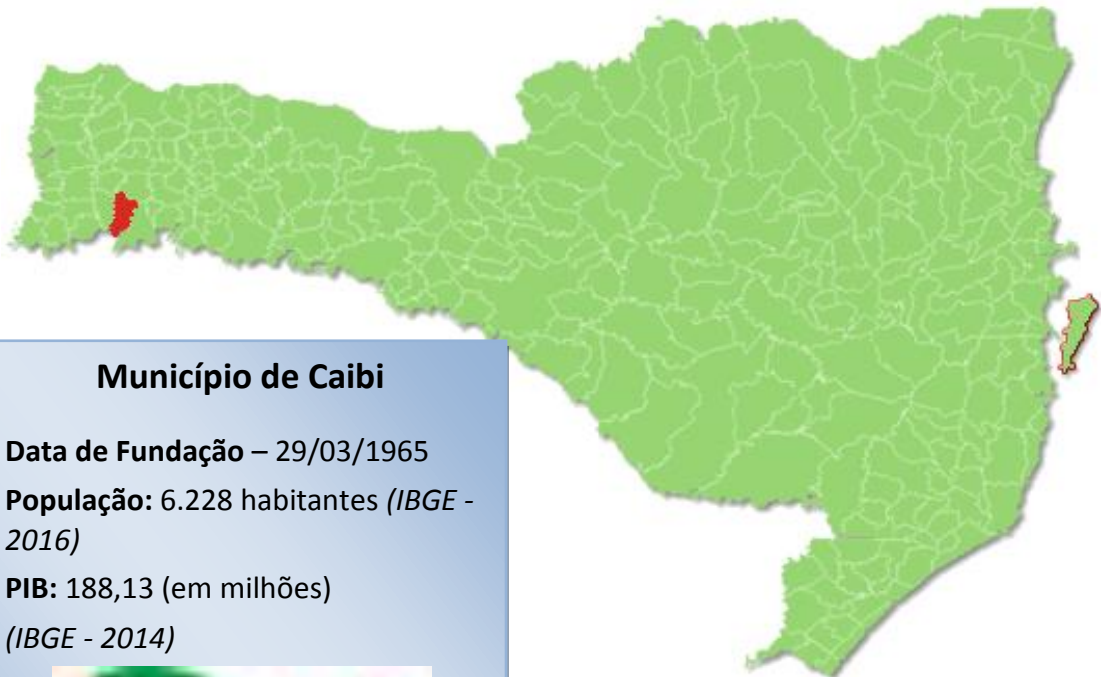 Município de Caibi
Data de Fundação – 29/03/1965
População: 6.228 habitantes (IBGE -
2016)
PIB: 188,13 (em milhões)
(IBGE - 2014)